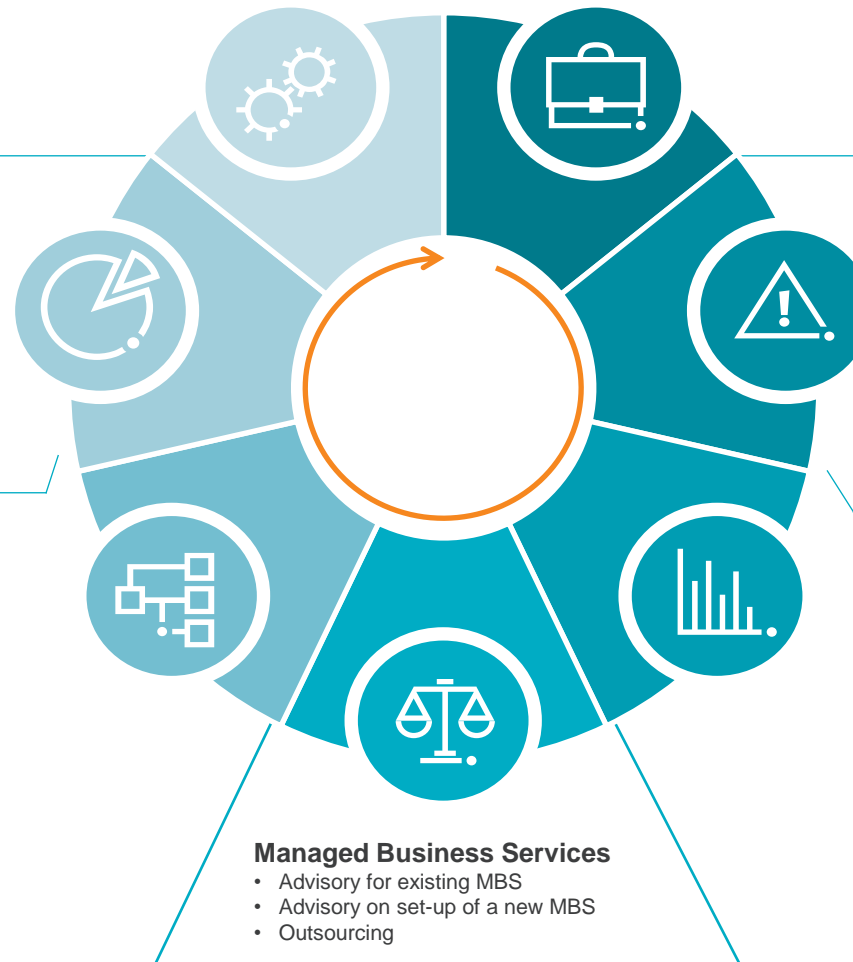 Managed Business Services
• Advisory for existing MBS
• Advisory on set-up of a new MBS
• Outsourcing